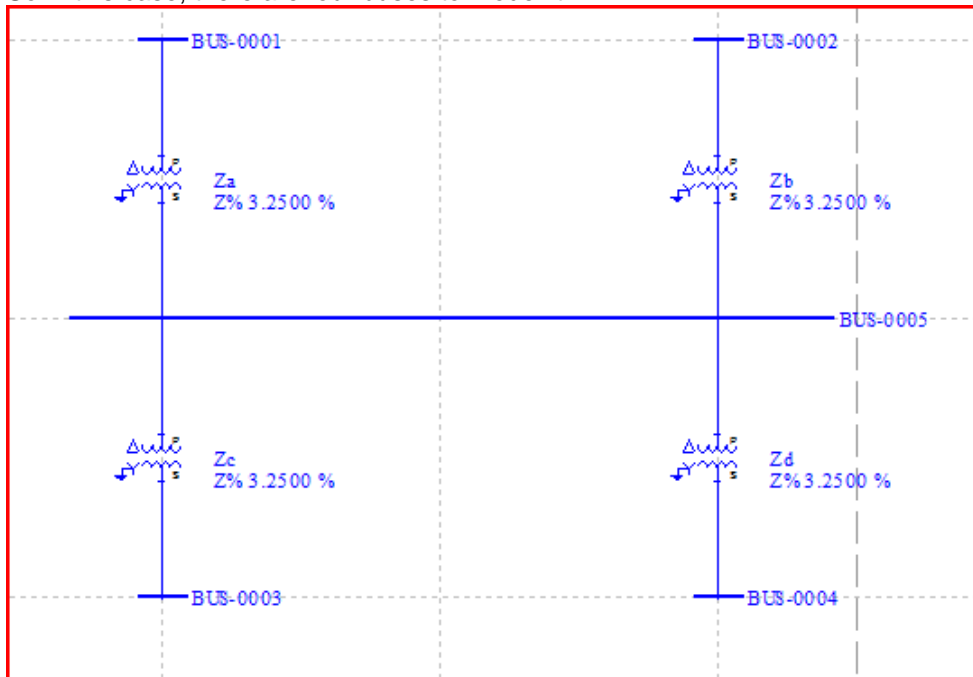 BUS-0001
BUS-0002
P
S
Za
Z% 3.2500 %
P
S
Zb
Z% 3.2500 %
BUS-0005
P
S
Zc
Z% 3.2500 %
P
S
Zd
Z% 3.2500 %
BUS-0003
BUS-0004